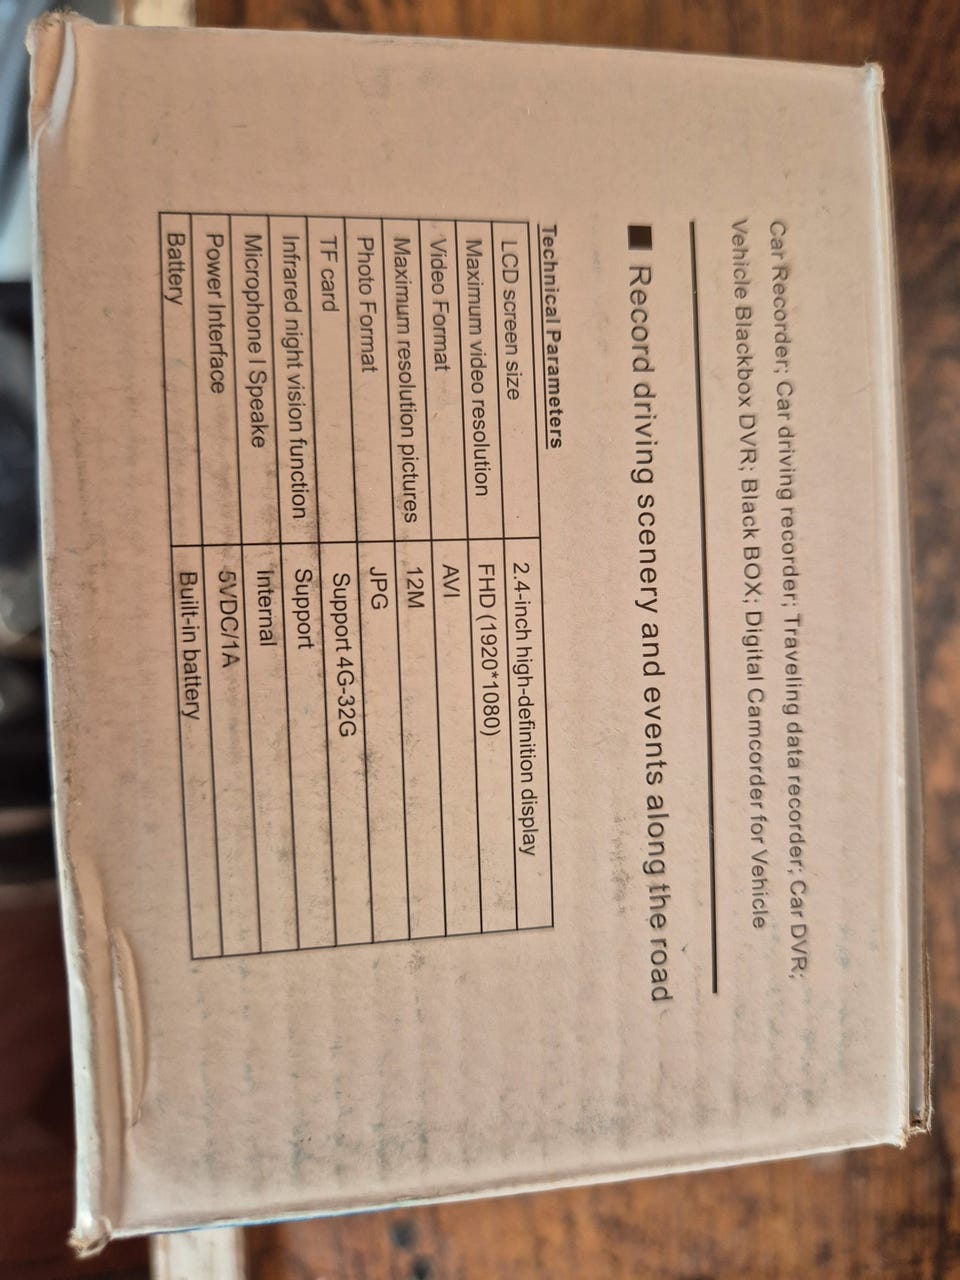 Car Recorder; Car driving recorder; Traveling data recorder; Car DVR;
Vehicle Blackbox DVR; Black BOX; Digital Camcorder for Vehicle
■ Record driving scenery and events along the road
Technical Parameters
LCD screen size 2.4-inch high-definition display
Maximum video resolution FHD (1920*1080)
Video Format AVI
Maximum resolution pictures 12M
Photo Format JPG
TF card Support 4G-32G
Infrared night vision function Support
Microphone I Speake Internal
Power Interface 5VDC/1A
Battery Built-in battery